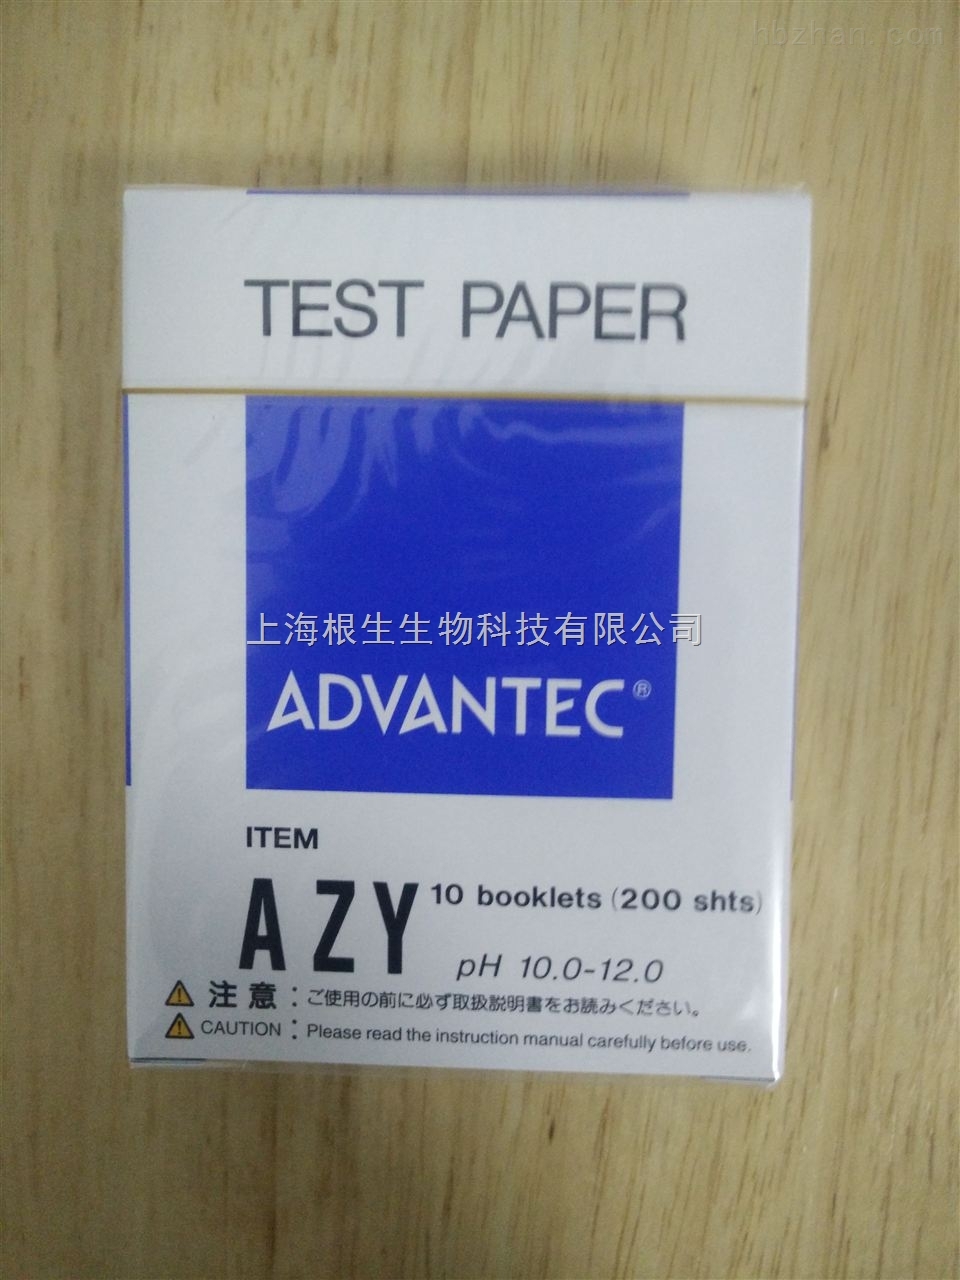 hbzhan.com
TEST PAPER
上海根生生物科技有限公司
ADVANTEC®
ITEM
AZY 10 booklets (200 shts)
pH 10.0-12.0
⚠ 注意：ご使用の前に必ず取扱説明書をお読みください。
⚠ CAUTION：Please read the instruction manual carefully before use.